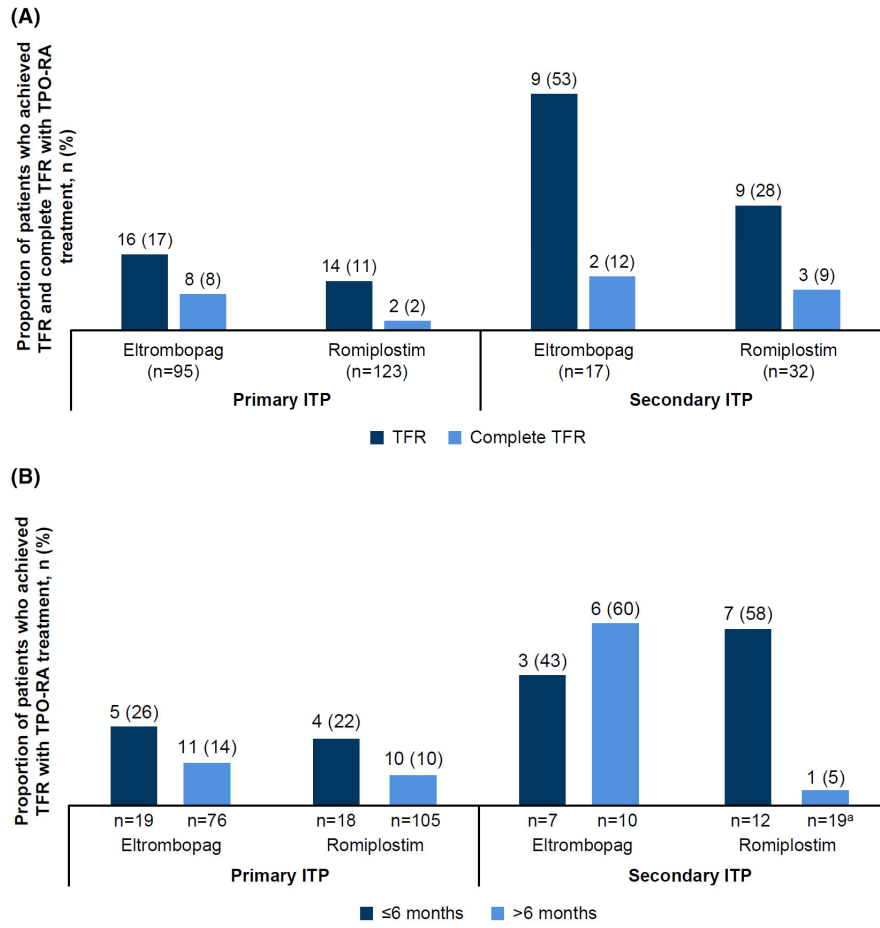 (A)
Proportion of patients who achieved
TFR and complete TFR with TPO-RA
treatment, n (%)
16 (17)
8 (8)
14 (11)
2 (2)
9 (53)
2 (12)
9 (28)
3 (9)
Eltrombopag
(n=95)
Romiplostim
(n=123)
Eltrombopag
(n=17)
Romiplostim
(n=32)
Primary ITP
Secondary ITP
TFR
Complete TFR
(B)
Proportion of patients who achieved
TFR with TPO-RA treatment, n (%)
5 (26)
11 (14)
4 (22)
10 (10)
3 (43)
6 (60)
7 (58)
1 (5)
n=19
n=76
n=18
n=105
n=7
n=10
n=12
n=19ᵃ
Eltrombopag
Romiplostim
Eltrombopag
Romiplostim
Primary ITP
Secondary ITP
≤6 months
>6 months